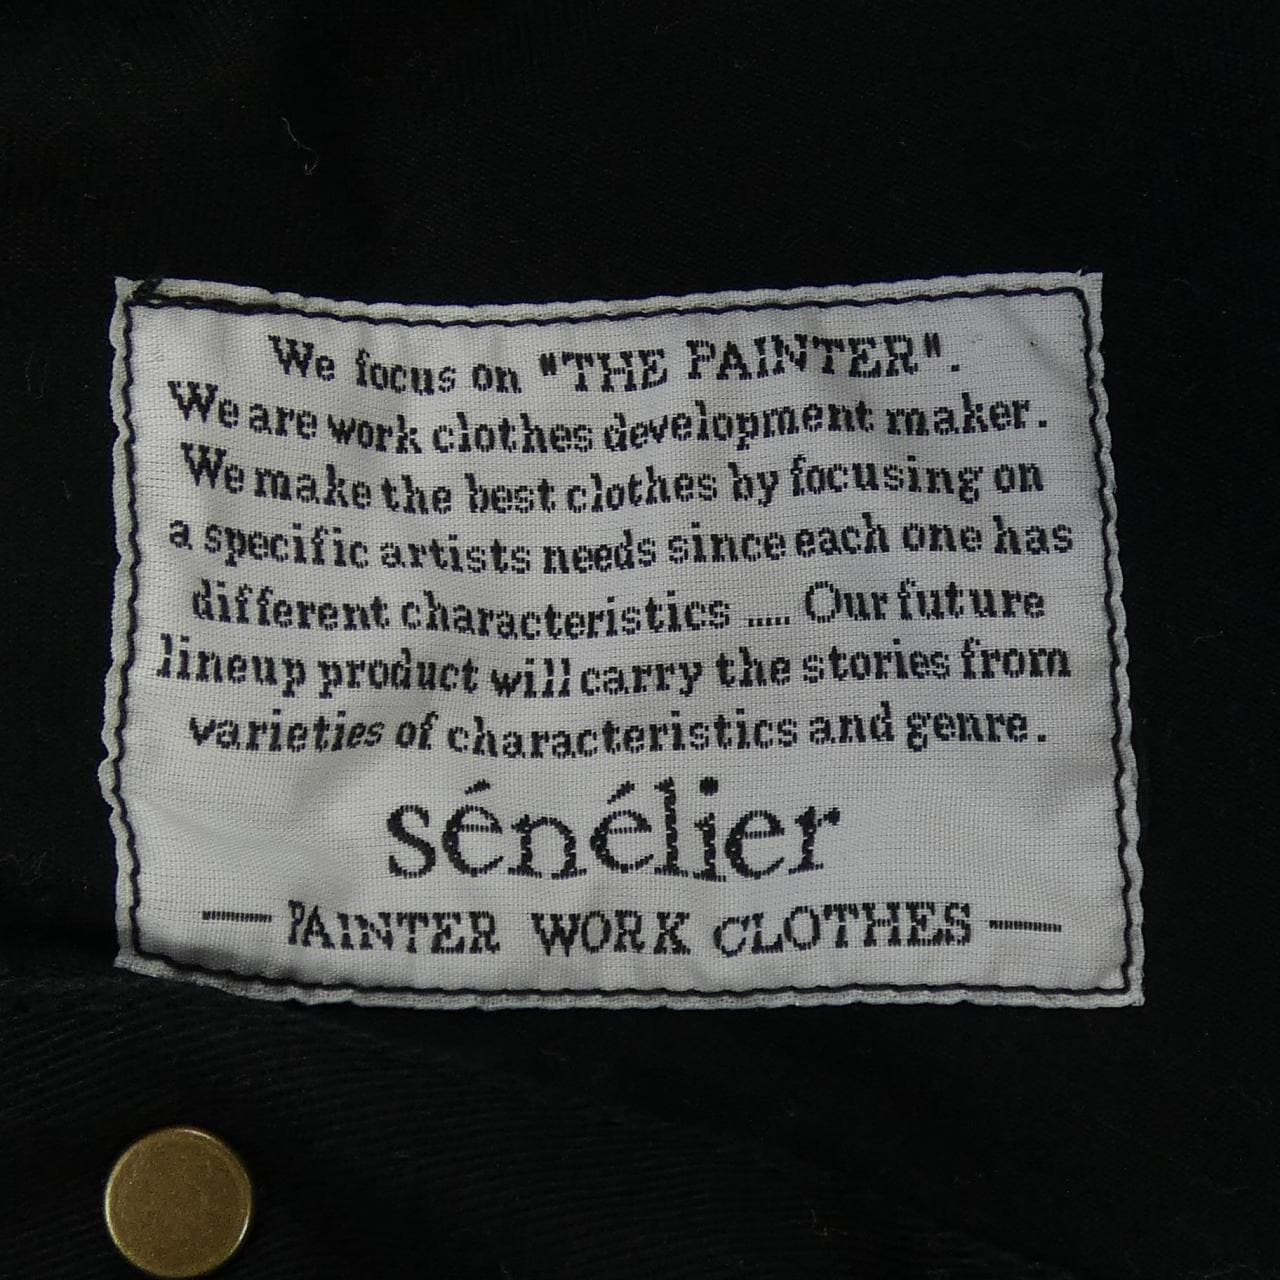 We focus on "THE PAINTER".
We are work clothes development maker.
We make the best clothes by focusing on
a specific artists needs since each one has
different characteristics ..... Our future
lineup product will carry the stories from
varieties of characteristics and genre.
sénélier
— PAINTER WORK CLOTHES —